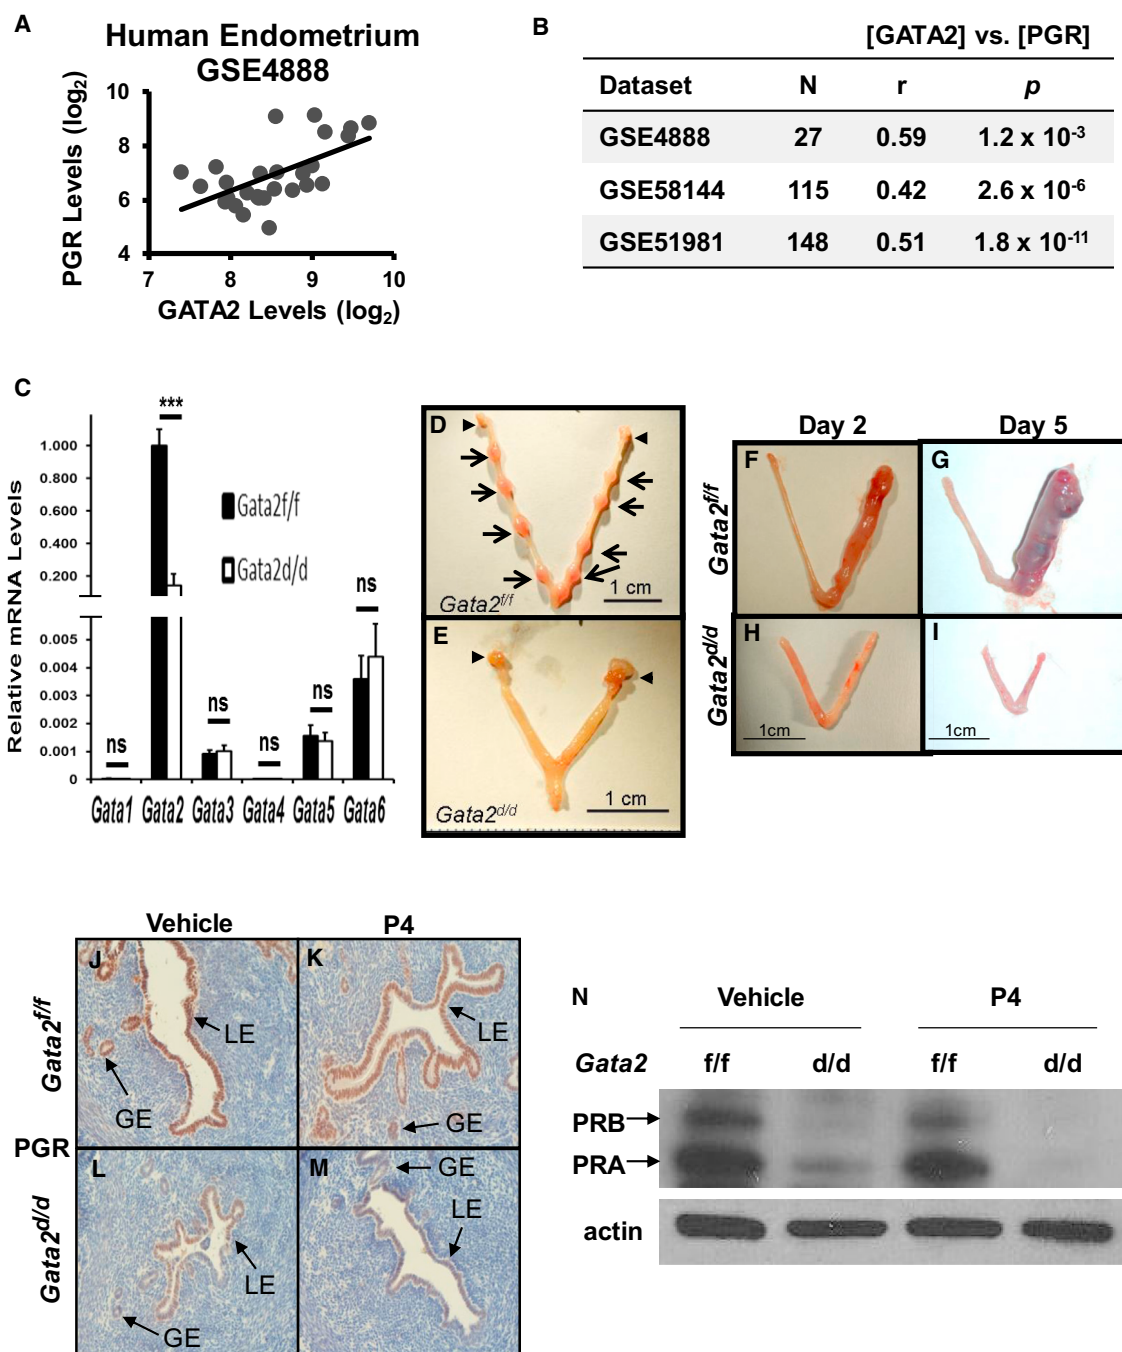 A
Human Endometrium
GSE4888
PGR Levels (log2)
10
8
6
4
7
8
9
10
GATA2 Levels (log2)
B
[GATA2] vs. [PGR]
Dataset N r p
GSE4888 27 0.59 1.2 x 10-3
GSE58144 115 0.42 2.6 x 10-6
GSE51981 148 0.51 1.8 x 10-11
C
Relative mRNA Levels
1.000
0.800
0.600
0.400
0.200
0.005
0.004
0.003
0.002
0.001
0
***
Gata2f/f
Gata2d/d
ns
ns
ns
ns
ns
Gata1 Gata2 Gata3 Gata4 Gata5 Gata6
D
1 cm
Gata2f/f
E
1 cm
Gata2d/d
Day 2 Day 5
Gata2f/f
F
G
Gata2d/d
H
1cm
I
1cm
Vehicle P4
PGR
Gata2f/f
J
LE
GE
K
LE
GE
Gata2d/d
L
LE
GE
M
GE
LE
N
Vehicle P4
Gata2 f/f d/d f/f d/d
PRB
PRA
actin